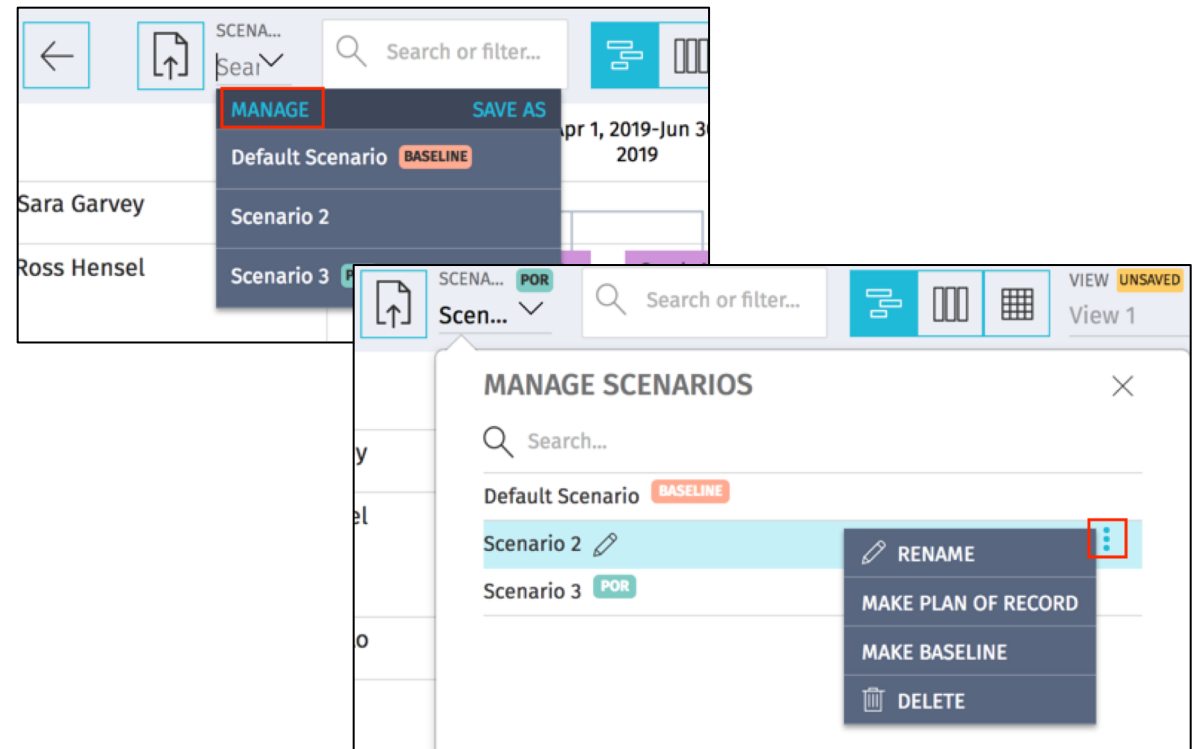 SCENA...
Sear
Search or filter...
MANAGE
SAVE AS
Apr 1, 2019-Jun 30
2019
Default Scenario BASELINE
Sara Garvey
Scenario 2
Ross Hensel
Scenario 3 P
SCENA... POR
Scen...
Search or filter...
VIEW UNSAVED
View 1
MANAGE SCENARIOS
Search...
y
Default Scenario BASELINE
el
Scenario 2
RENAME
Scenario 3 POR
MAKE PLAN OF RECORD
o
MAKE BASELINE
DELETE